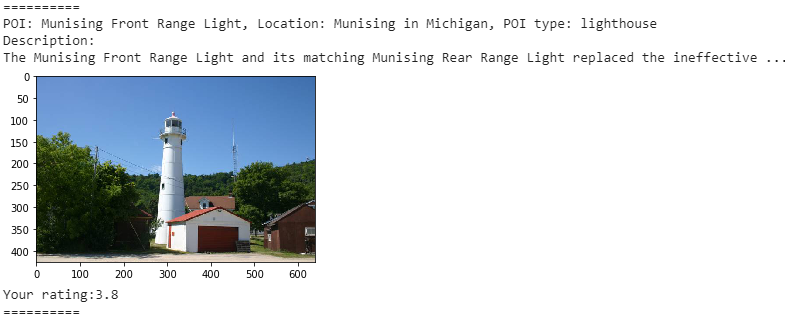 ==========
POI: Munising Front Range Light, Location: Munising in Michigan, POI type: lighthouse
Description:
The Munising Front Range Light and its matching Munising Rear Range Light replaced the ineffective ...
0
50
100
150
200
250
300
350
400
0 100 200 300 400 500 600
Your rating:3.8
==========